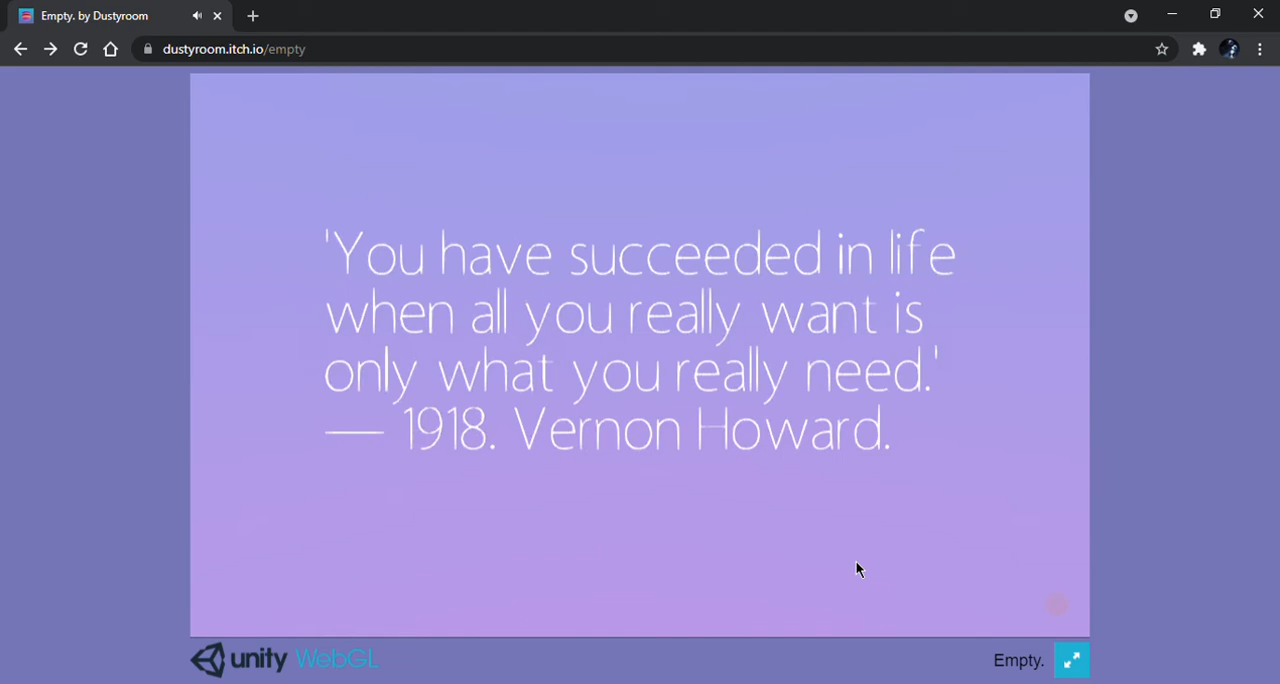 Empty. by Dustyroom
dustyroom.itch.io/empty
'You have succeeded in life
when all you really want is
only what you really need.'
— 1918. Vernon Howard.
unity WebGL
Empty.